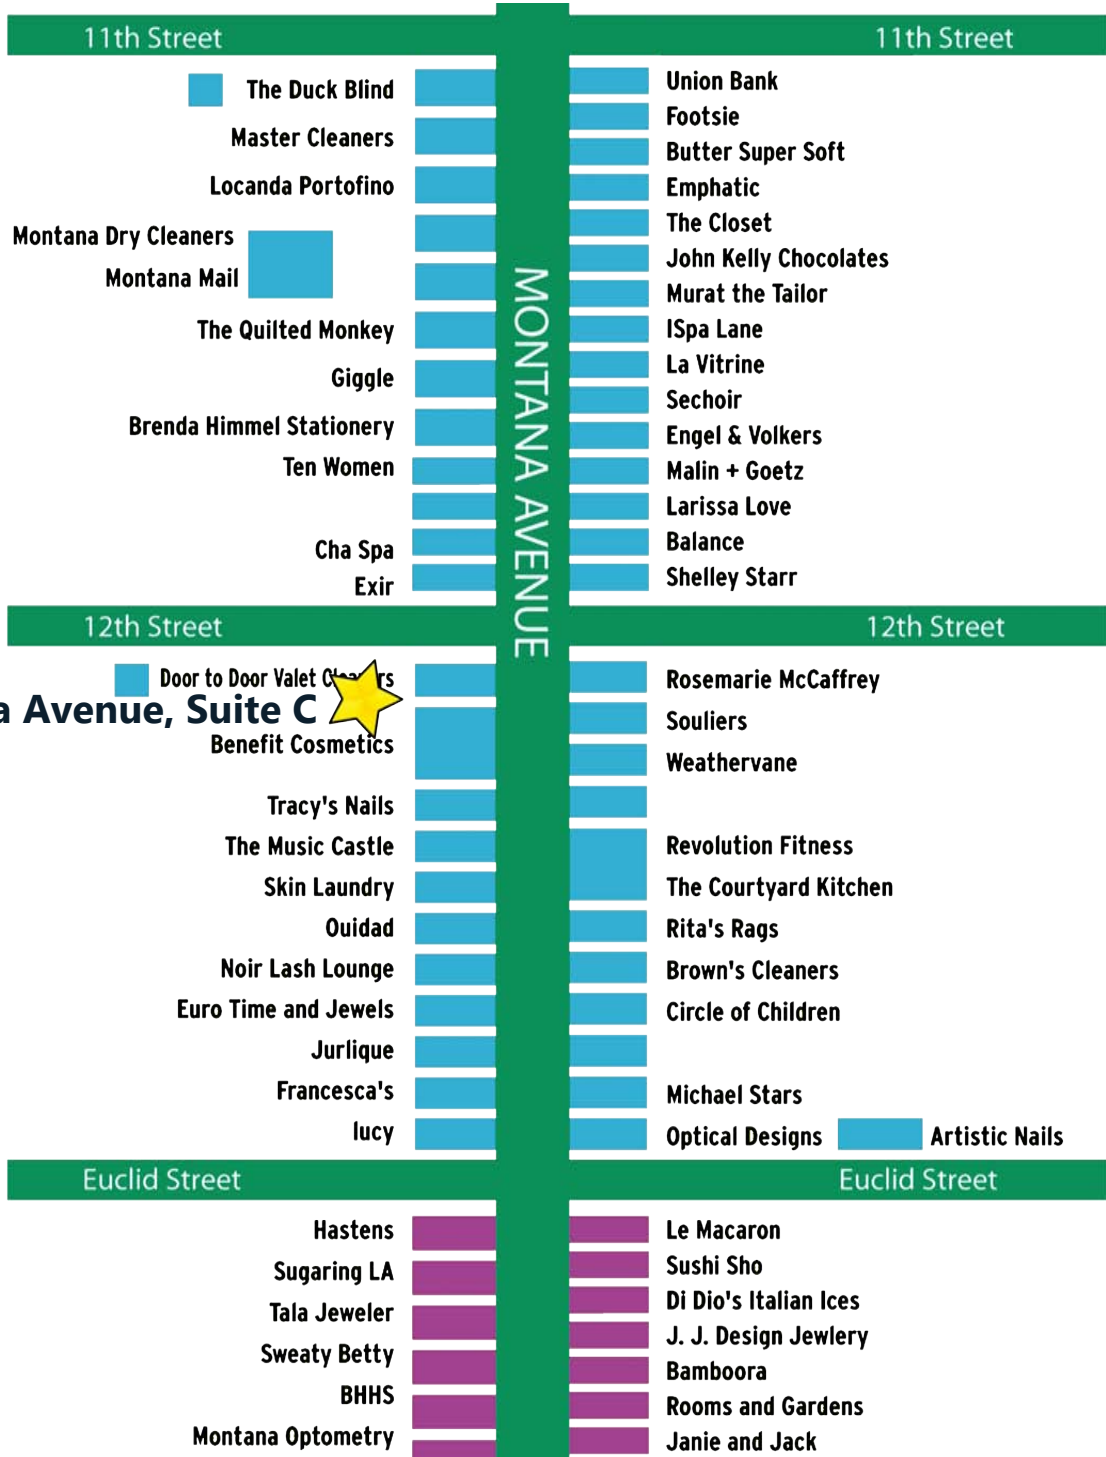 11th Street
11th Street
The Duck Blind
Master Cleaners
Locanda Portofino
Montana Dry Cleaners
Montana Mail
The Quilted Monkey
Giggle
Brenda Himmel Stationery
Ten Women
Cha Spa
Exir
MONTANA AVENUE
Union Bank
Footsie
Butter Super Soft
Emphatic
The Closet
John Kelly Chocolates
Murat the Tailor
ISpa Lane
La Vitrine
Sechoir
Engel & Volkers
Malin + Goetz
Larissa Love
Balance
Shelley Starr
12th Street
12th Street
Door to Door Valet
a Avenue, Suite C
Benefit Cosmetics
Tracy's Nails
The Music Castle
Skin Laundry
Ouidad
Noir Lash Lounge
Euro Time and Jewels
Jurlique
Francesca's
lucy
Rosemarie McCaffrey
Souliers
Weathervane
Revolution Fitness
The Courtyard Kitchen
Rita's Rags
Brown's Cleaners
Circle of Children
Michael Stars
Optical Designs
Artistic Nails
Euclid Street
Euclid Street
Hastens
Sugaring LA
Tala Jeweler
Sweaty Betty
BHHS
Montana Optometry
Le Macaron
Sushi Sho
Di Dio's Italian Ices
J. J. Design Jewlery
Bamboora
Rooms and Gardens
Janie and Jack